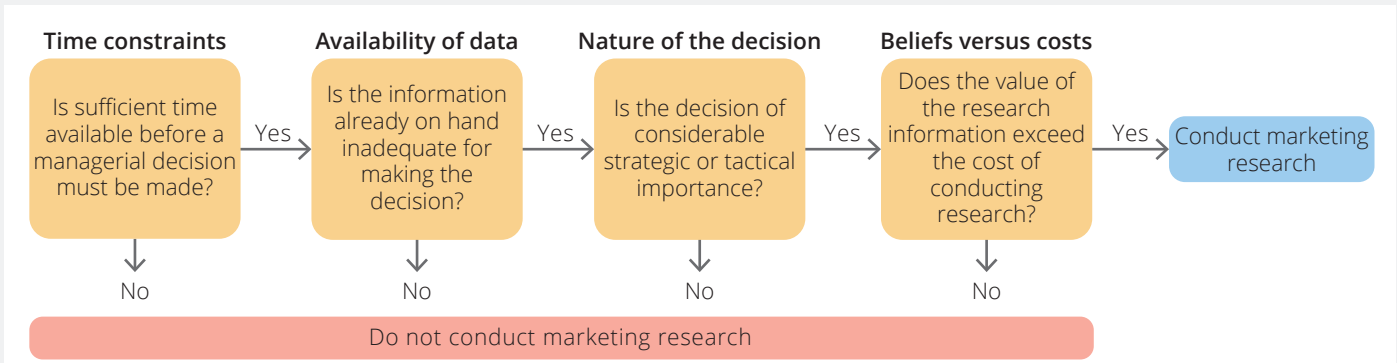 Time constraints
Is sufficient time
available before a
managerial decision
must be made?
Yes
No
Availability of data
Is the information
already on hand
inadequate for
making the
decision?
Yes
No
Nature of the decision
Is the decision of
considerable
strategic or tactical
importance?
Yes
No
Beliefs versus costs
Does the value of
the research
information exceed
the cost of
conducting
research?
Yes
No
Conduct marketing
research
Do not conduct marketing research